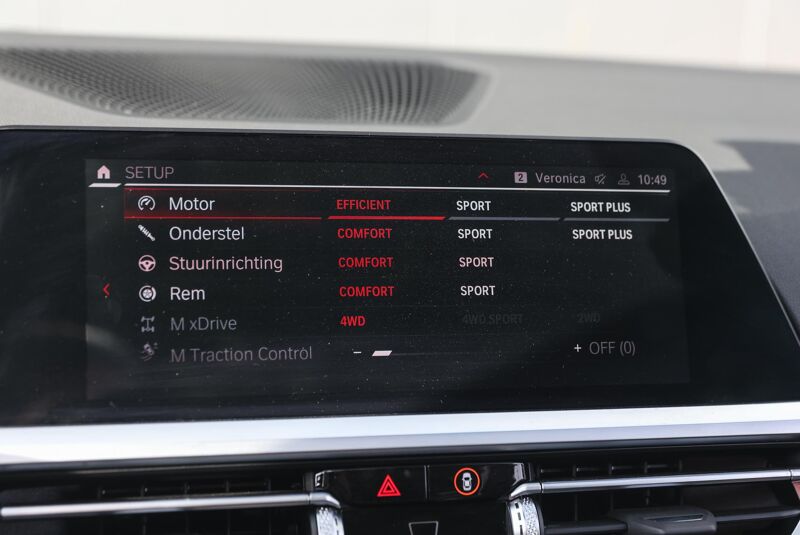 SETUP 2 Veronica 10:49
Motor EFFICIENT SPORT SPORT PLUS
Onderstel COMFORT SPORT SPORT PLUS
Stuurinrichting COMFORT SPORT
Rem COMFORT SPORT
M xDrive 4WD 4WD SPORT 2WD
M Traction Control − + OFF (0)